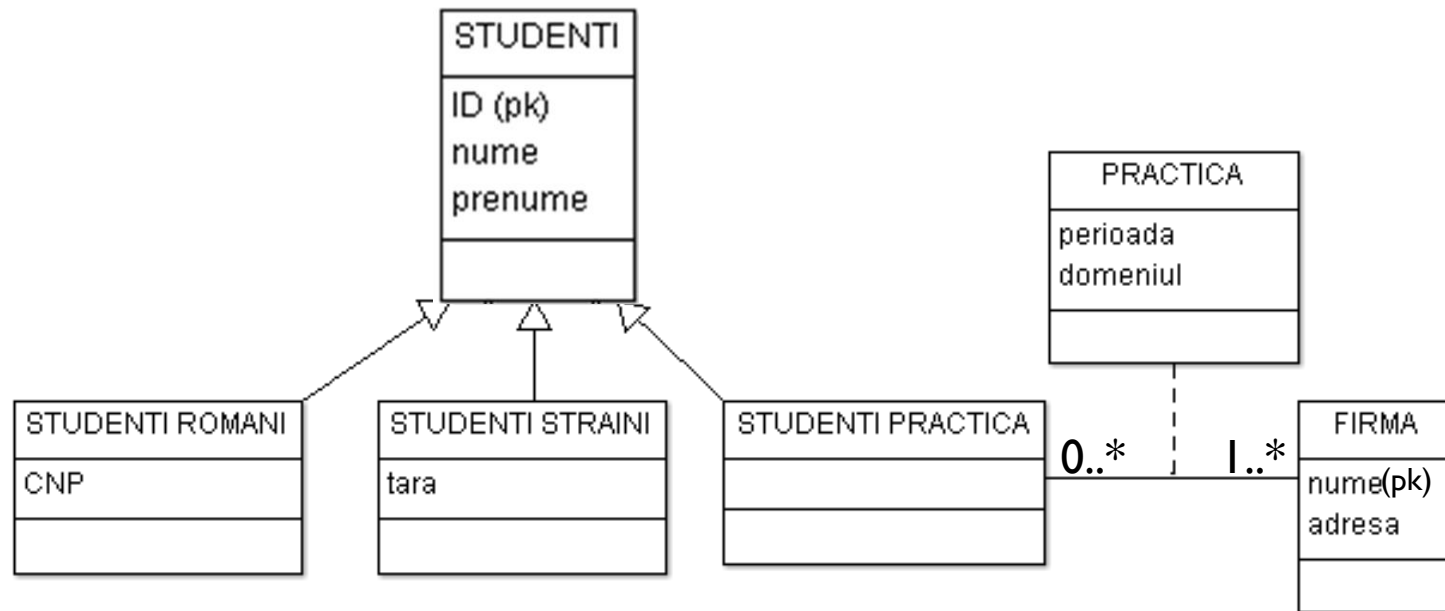 STUDENTI
ID (pk)
nume
prenume
PRACTICA
perioada
domeniul
STUDENTI ROMANI
CNP
STUDENTI STRAINI
tara
STUDENTI PRACTICA
0..*
1..*
FIRMA
nume(pk)
adresa